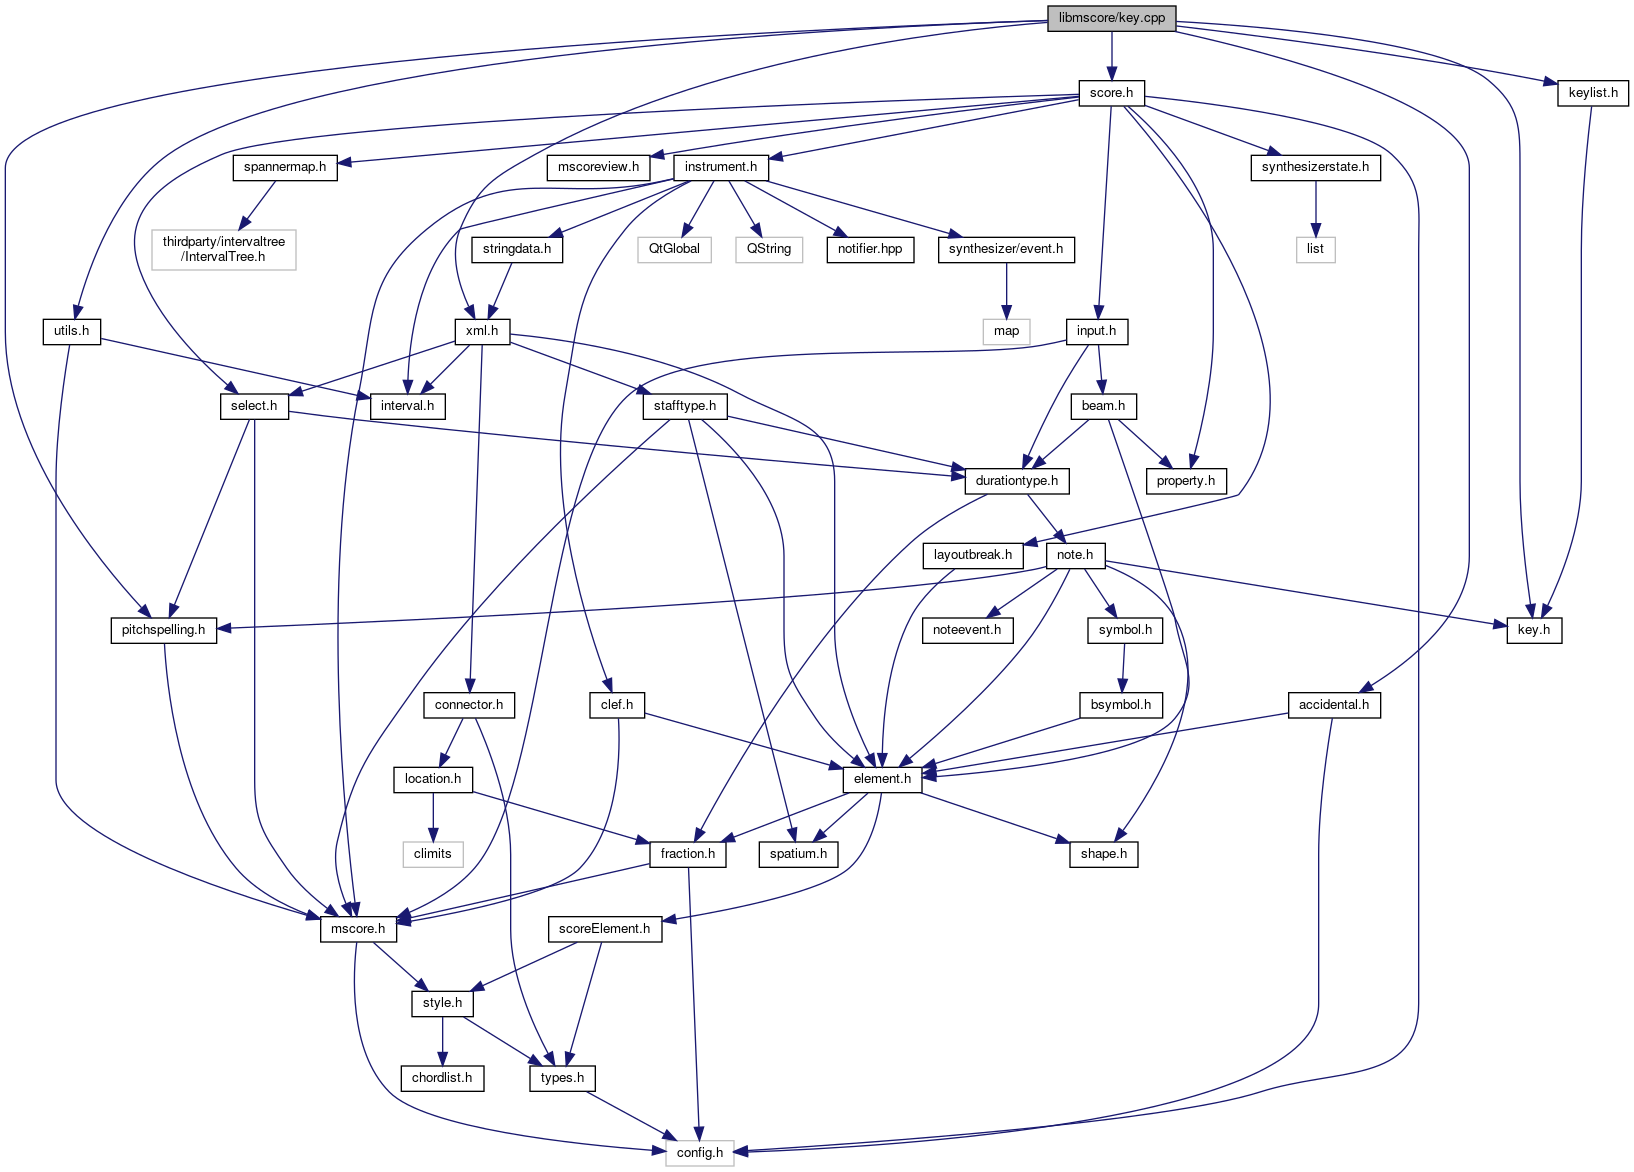 libmscore/key.cpp
score.h
keylist.h
spannermap.h
mscoreview.h
instrument.h
synthesizerstate.h
thirdparty/intervaltree
/IntervalTree.h
stringdata.h
QtGlobal
QString
notifier.hpp
synthesizer/event.h
list
utils.h
xml.h
map
input.h
select.h
interval.h
stafftype.h
beam.h
durationtype.h
property.h
layoutbreak.h
note.h
pitchspelling.h
noteevent.h
symbol.h
key.h
connector.h
clef.h
bsymbol.h
accidental.h
location.h
element.h
climits
fraction.h
spatium.h
shape.h
mscore.h
scoreElement.h
style.h
chordlist.h
types.h
config.h